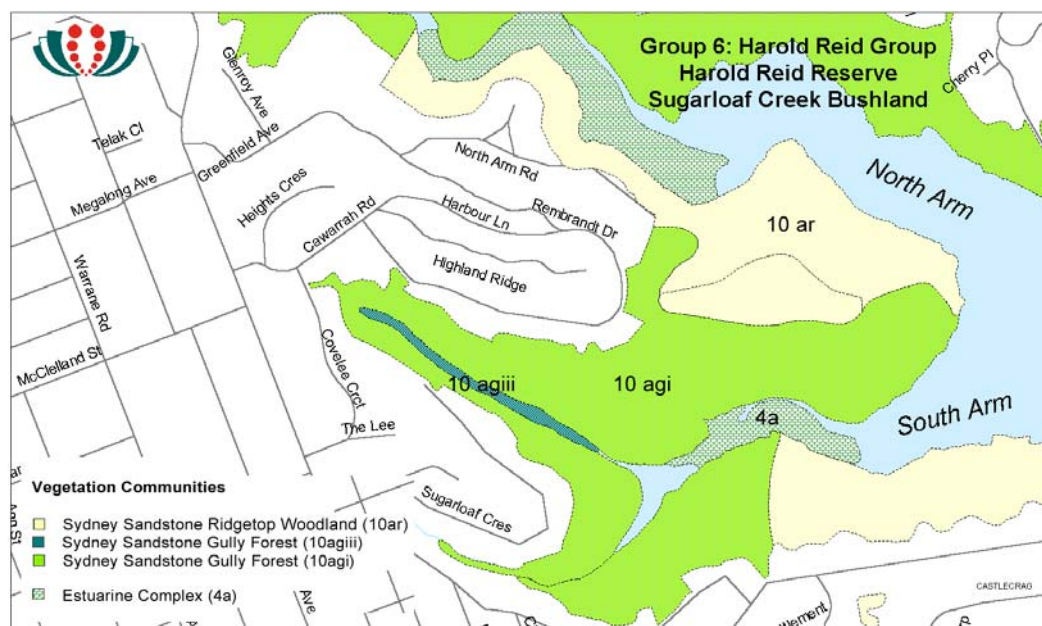 Group 6: Harold Reid Group
Harold Reid Reserve
Sugarloaf Creek Bushland
Cherry Pl
Glenroy Ave
Telak Cl
Greenfield Ave
Megalong Ave
North Arm Rd
North Arm
Heights Cres
Harbour Ln
Rembrandt Dr
10 ar
Cawarrah Rd
Warrane Rd
Highland Ridge
McClelland St
Covelee Crct
10 agiii
10 agi
South Arm
4a
The Lee
Vegetation Communities
Sugarloaf Cres
Sydney Sandstone Ridgetop Woodland (10ar)
Sydney Sandstone Gully Forest (10agiii)
Sydney Sandstone Gully Forest (10agi)
Estuarine Complex (4a)
CASTLECRAG
Ave